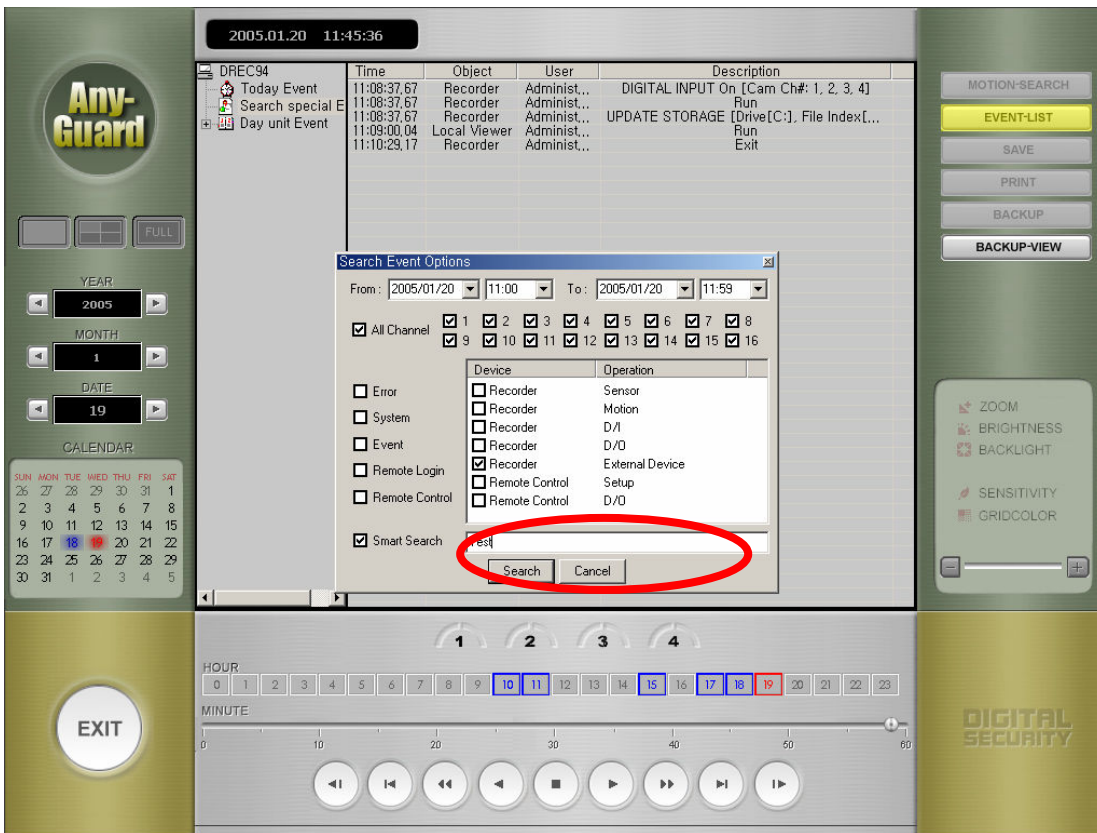 2005.01.20 11:45:36
Any-
Guard
FULL
YEAR
2005
MONTH
1
DATE
19
CALENDAR
SUN MON TUE WED THU FRI SAT
26 27 28 29 30 31 1
2 3 4 5 6 7 8
9 10 11 12 13 14 15
16 17 18 19 20 21 22
23 24 25 26 27 28 29
30 31 1 2 3 4 5
EXIT
DREC94
Today Event
Search special E
Day unit Event
Time Object User Description
11:08:37,67 Recorder Administ... DIGITAL INPUT On [Cam Ch#: 1, 2, 3, 4]
11:08:37,67 Recorder Administ... Run
11:08:37,67 Recorder Administ... UPDATE STORAGE [Drive[C:], File Index[...
11:09:00,04 Local Viewer Administ... Run
11:10:29,17 Recorder Administ... Exit
Search Event Options
From : 2005/01/20 11:00 To : 2005/01/20 11:59
All Channel 1 2 3 4 5 6 7 8
9 10 11 12 13 14 15 16
Device Operation
Error
System
Event
Remote Login
Remote Control
Recorder Sensor
Recorder Motion
Recorder D/I
Recorder D/O
Recorder External Device
Remote Control Setup
Remote Control D/O
Smart Search Test
Search Cancel
MOTION-SEARCH
EVENT-LIST
SAVE
PRINT
BACKUP
BACKUP-VIEW
ZOOM
BRIGHTNESS
BACKLIGHT
SENSITIVITY
GRIDCOLOR
1 2 3 4
HOUR
0 1 2 3 4 5 6 7 8 9 10 11 12 13 14 15 16 17 18 19 20 21 22 23
MINUTE
0 10 20 30 40 50 60
DIGITAL
SECURITY